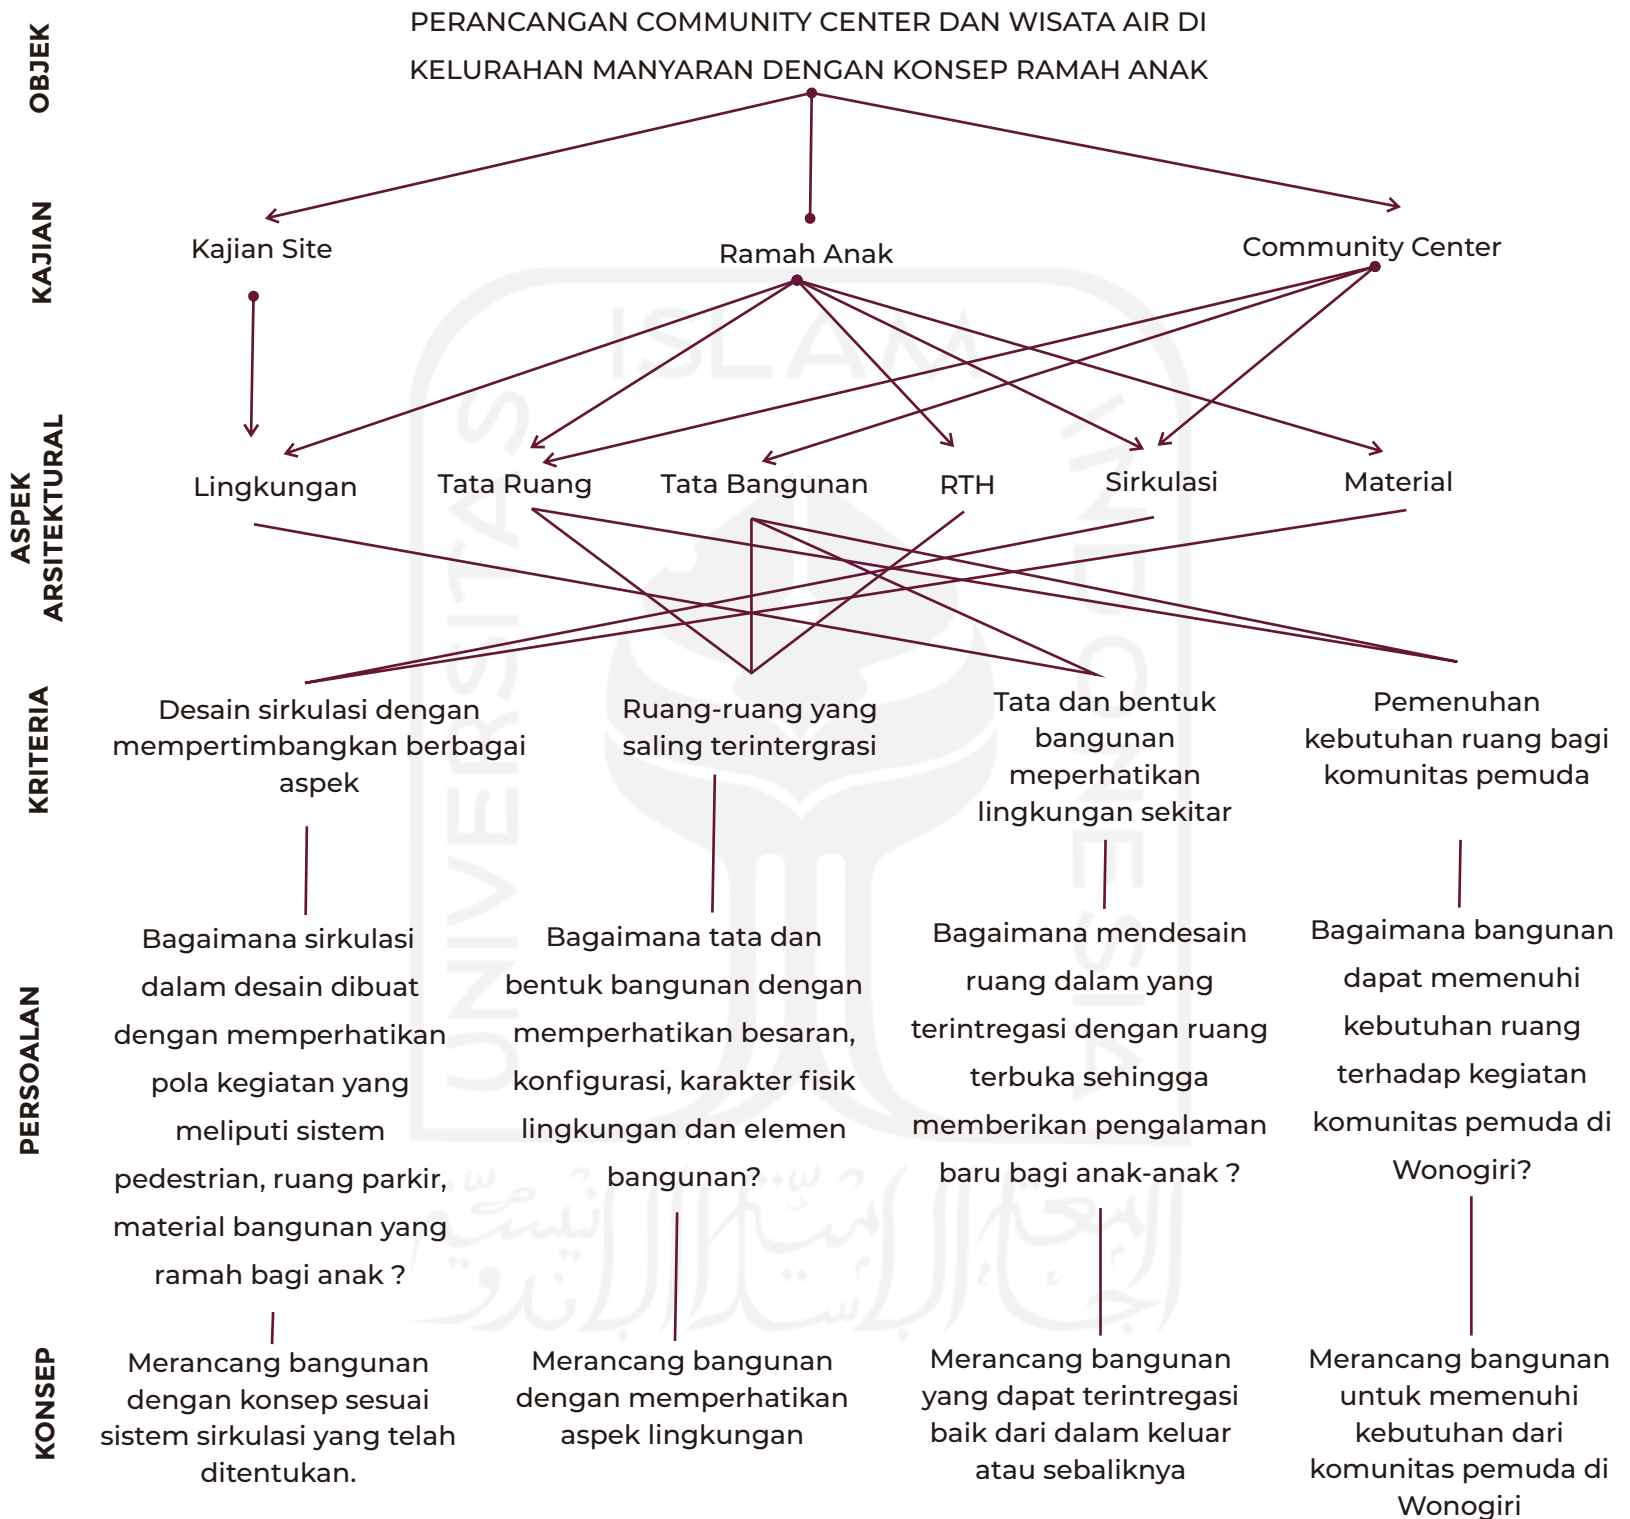 OBJEK
PERANCANGAN COMMUNITY CENTER DAN WISATA AIR DI
KELURAHAN MANYARAN DENGAN KONSEP RAMAH ANAK
KAJIAN
Kajian Site
Ramah Anak
Community Center
ASPEK
ARSITEKTURAL
Lingkungan
Tata Ruang
Tata Bangunan
RTH
Sirkulasi
Material
KRITERIA
Desain sirkulasi dengan
mempertimbangkan berbagai
aspek
Ruang-ruang yang
saling terintergrasi
Tata dan bentuk
bangunan
meperhatikan
lingkungan sekitar
Pemenuhan
kebutuhan ruang bagi
komunitas pemuda
PERSOALAN
Bagaimana sirkulasi
dalam desain dibuat
dengan memperhatikan
pola kegiatan yang
meliputi sistem
pedestrian, ruang parkir,
material bangunan yang
ramah bagi anak ?
Bagaimana tata dan
bentuk bangunan dengan
memperhatikan besaran,
konfigurasi, karakter fisik
lingkungan dan elemen
bangunan?
Bagaimana mendesain
ruang dalam yang
terintregasi dengan ruang
terbuka sehingga
memberikan pengalaman
baru bagi anak-anak ?
Bagaimana bangunan
dapat memenuhi
kebutuhan ruang
terhadap kegiatan
komunitas pemuda di
Wonogiri?
KONSEP
Merancang bangunan
dengan konsep sesuai
sistem sirkulasi yang telah
ditentukan.
Merancang bangunan
dengan memperhatikan
aspek lingkungan
Merancang bangunan
yang dapat terintregasi
baik dari dalam keluar
atau sebaliknya
Merancang bangunan
untuk memenuhi
kebutuhan dari
komunitas pemuda di
Wonogiri
UNIVERSITAS
ISLAM
INDONESIA